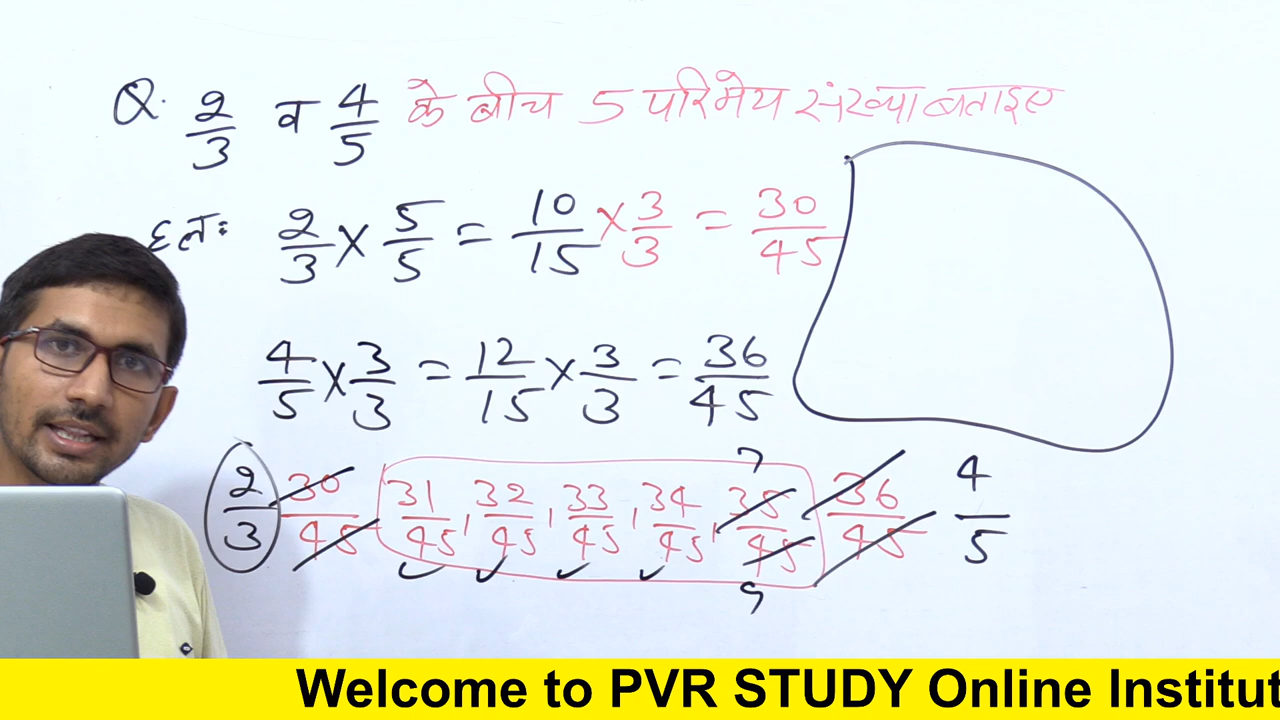 Q. 2/3 व 4/5 के बीच 5 परिमेय संख्या बताइए
हल: 2/3 × 5/5 = 10/15 × 3/3 = 30/45
4/5 × 3/3 = 12/15 × 3/3 = 36/45
2/3 30/45 31/45, 32/45, 33/45, 34/45, 35/45 7 9 36/45 4/5
Welcome to PVR STUDY Online Institut